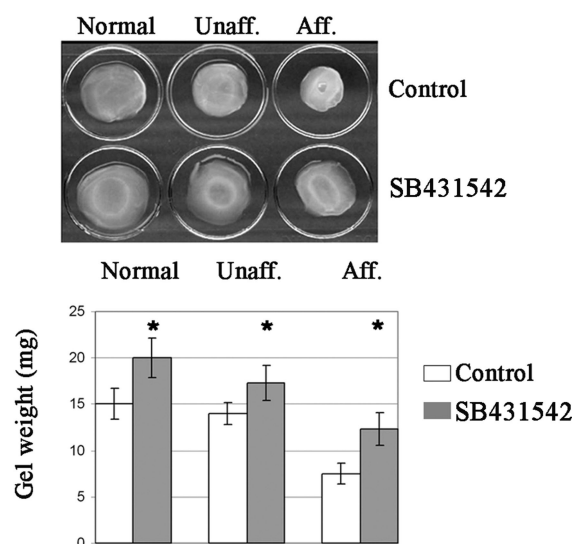 Normal Unaff. Aff.
Control
SB431542
Normal Unaff. Aff.
*
*
*
25
20
15
10
5
0
Gel weight (mg)
Control
SB431542